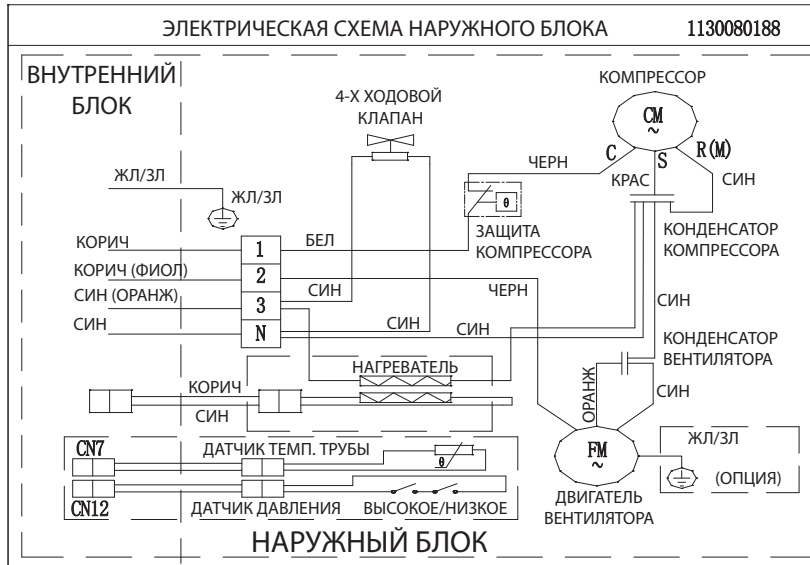 ЭЛЕКТРИЧЕСКАЯ СХЕМА НАРУЖНОГО БЛОКА 1130080188
ВНУТРЕННИЙ
БЛОК
4-Х ХОДОВОЙ
КЛАПАН
КОМПРЕССОР
CM
~
C
S
R(M)
ЧЕРН
КРАС
СИН
ЖЛ/ЗЛ
ЖЛ/ЗЛ
θ
ЗАЩИТА
КОМПРЕССОРА
КОНДЕНСАТОР
КОМПРЕССОРА
КОРИЧ
1
БЕЛ
КОРИЧ (ФИОЛ)
2
СИН (ОРАНЖ)
3
СИН
ЧЕРН
СИН
СИН
N
СИН
СИН
КОНДЕНСАТОР
ВЕНТИЛЯТОРА
НАГРЕВАТЕЛЬ
КОРИЧ
СИН
ОРАНЖ
СИН
CN7
ДАТЧИК ТЕМП. ТРУБЫ
θ
FM
~
ЖЛ/ЗЛ
(ОПЦИЯ)
CN12
ДАТЧИК ДАВЛЕНИЯ
ВЫСОКОЕ/НИЗКОЕ
ДВИГАТЕЛЬ
ВЕНТИЛЯТОРА
НАРУЖНЫЙ БЛОК